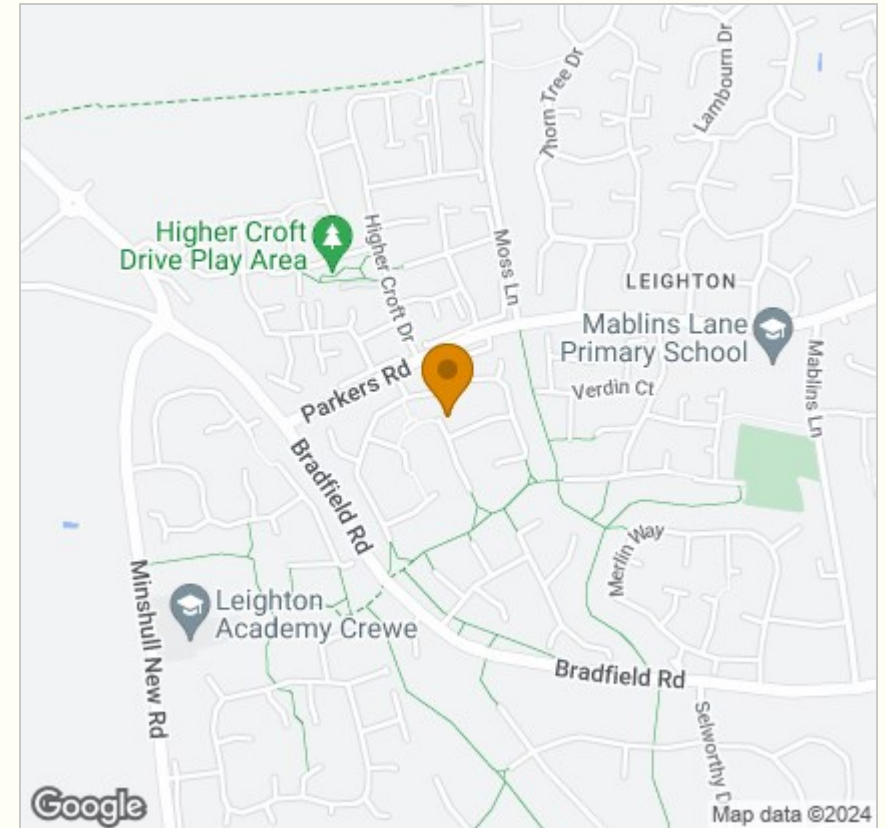 Thorn Tree Dr
Lambourn Dr
Higher Croft
Drive Play Area
Higher Croft Dr
Moss Ln
LEIGHTON
Mablins Lane
Primary School
Mablins Ln
Parkers Rd
Verdin Ct
Bradfield Rd
Merlin Way
Minshull New Rd
Leighton
Academy Crewe
Bradfield Rd
Selworthy D
Google
Map data ©2024